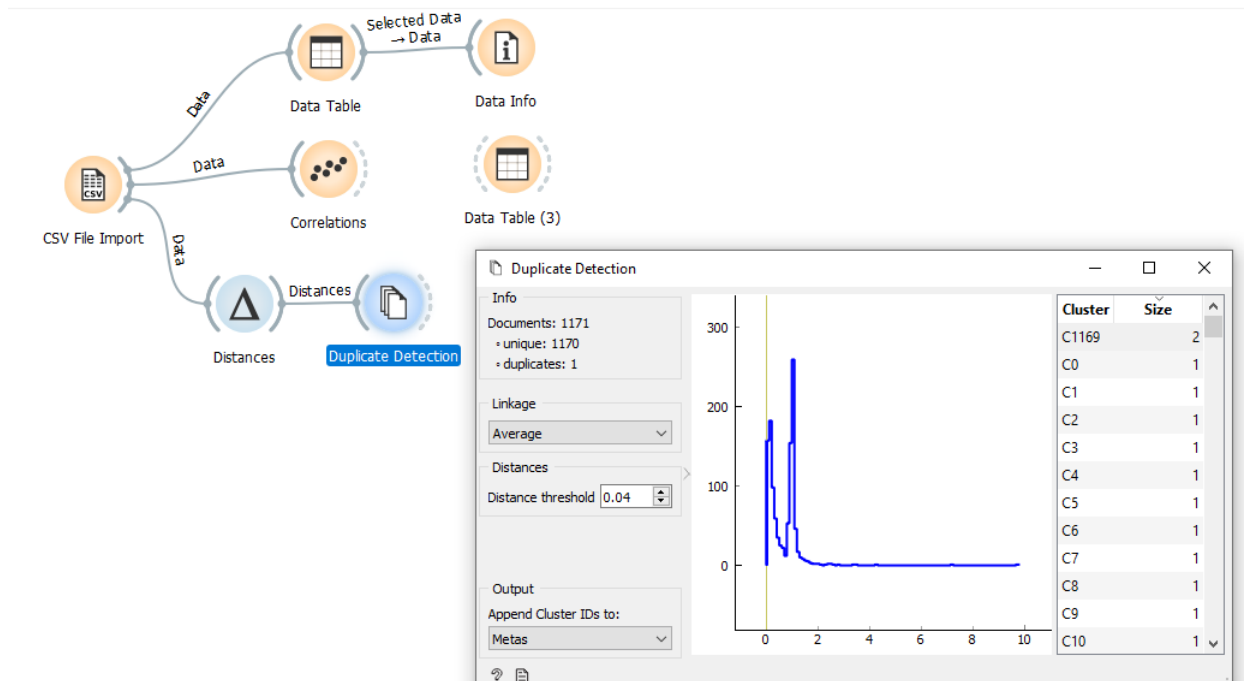 Selected Data
→ Data
Data Table
Data Info
Data
Data
CSV
CSV File Import
Correlations
Data Table (3)
Data
Distances
Distances
Duplicate Detection
Duplicate Detection
Info
Documents: 1171
◦ unique: 1170
◦ duplicates: 1
Linkage
Average
Distances
Distance threshold 0.04
Output
Append Cluster IDs to:
Metas
300
200
100
0
0 2 4 6 8 10
Cluster Size
C1169 2
C0 1
C1 1
C2 1
C3 1
C4 1
C5 1
C6 1
C7 1
C8 1
C9 1
C10 1